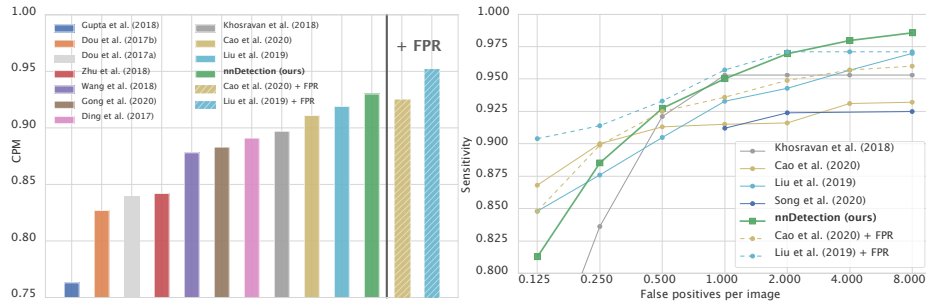 1.00
0.95
0.90
0.85
0.80
0.75
CPM
Gupta et al. (2018)
Dou et al. (2017b)
Dou et al. (2017a)
Zhu et al. (2018)
Wang et al. (2018)
Gong et al. (2020)
Ding et al. (2017)
Khosravan et al. (2018)
Cao et al. (2020)
Liu et al. (2019)
nnDetection (ours)
Cao et al. (2020) + FPR
Liu et al. (2019) + FPR
+ FPR
1.000
0.975
0.950
0.925
0.900
0.875
0.850
0.825
0.800
Sensitivity
Khosravan et al. (2018)
Cao et al. (2020)
Liu et al. (2019)
Song et al. (2020)
nnDetection (ours)
Cao et al. (2020) + FPR
Liu et al. (2019) + FPR
0.125 0.250 0.500 1.000 2.000 4.000 8.000
False positives per image